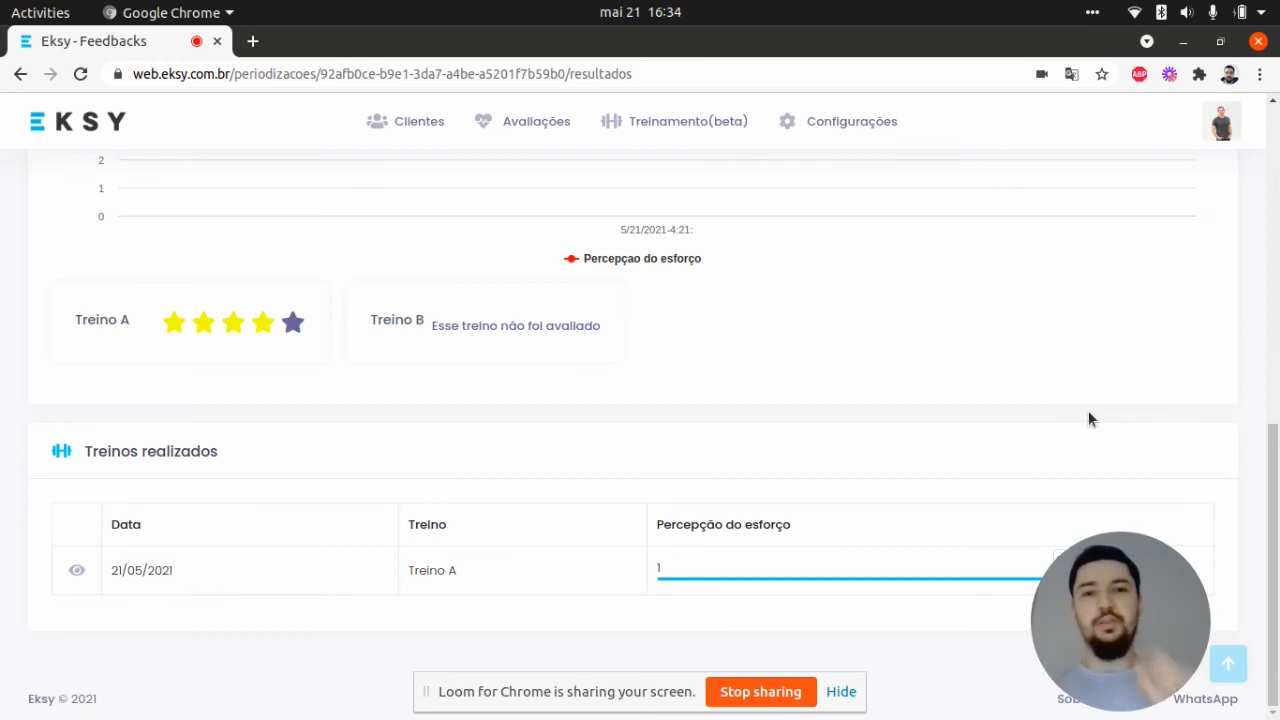 Activities
Google Chrome
mai 21 16:34
Eksy - Feedbacks
web.eksy.com.br/periodizacoes/92afb0ce-b9e1-3da7-a4be-a5201f7b59b0/resultados
ABP
EKSY
Clientes
Avaliações
Treinamento(beta)
Configurações
2
1
0
5/21/2021-4:21:
Percepçao do esforço
Treino A
Treino B
Esse treino não foi avaliado
Treinos realizados
Data
Treino
Percepção do esforço
21/05/2021
Treino A
1
Loom for Chrome is sharing your screen.
Stop sharing
Hide
Eksy © 2021
WhatsApp